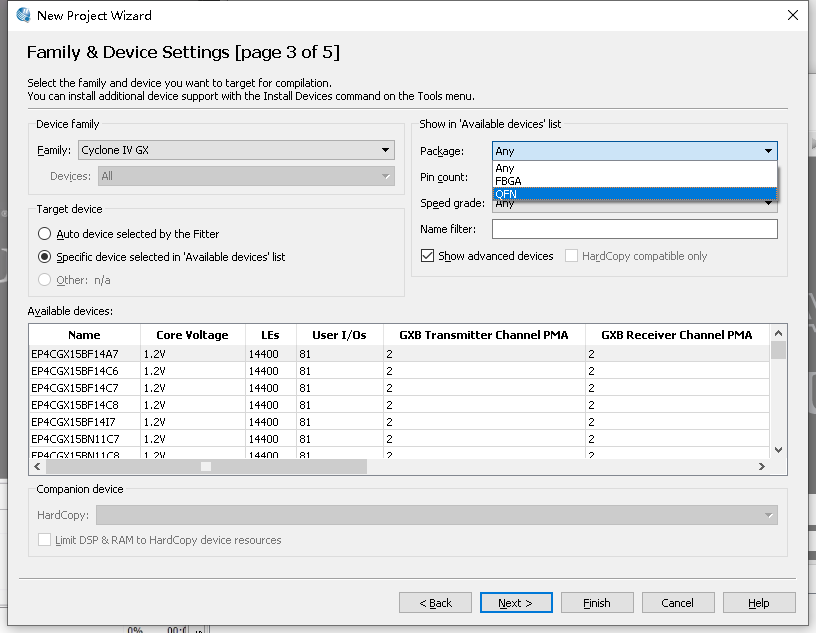 New Project Wizard
Family & Device Settings [page 3 of 5]
Select the family and device you want to target for compilation.
You can install additional device support with the Install Devices command on the Tools menu.
Device family
Family: Cyclone IV GX
Devices: All
Target device
Auto device selected by the Fitter
Specific device selected in 'Available devices' list
Other: n/a
Show in 'Available devices' list
Package: Any
Any
FBGA
QFN
Pin count:
Speed grade: Any
Name filter:
Show advanced devices HardCopy compatible only
Available devices:
Name Core Voltage LEs User I/Os GXB Transmitter Channel PMA GXB Receiver Channel PMA
EP4CGX15BF14A7 1.2V 14400 81 2 2
EP4CGX15BF14C6 1.2V 14400 81 2 2
EP4CGX15BF14C7 1.2V 14400 81 2 2
EP4CGX15BF14C8 1.2V 14400 81 2 2
EP4CGX15BF14I7 1.2V 14400 81 2 2
EP4CGX15BN11C7 1.2V 14400 81 2 2
EP4CGX15BN11C8 1.2V 14400 81 2 2
Companion device
HardCopy:
Limit DSP & RAM to HardCopy device resources
< Back Next > Finish Cancel Help
0%